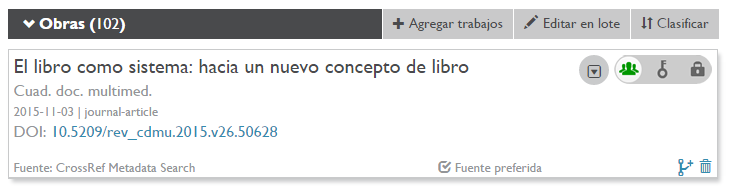 Obras (102)
Agregar trabajos
Editar en lote
Clasificar
El libro como sistema: hacia un nuevo concepto de libro
Cuad. doc. multimed.
2015-11-03 | journal-article
DOI: 10.5209/rev_cdmu.2015.v26.50628
Fuente: CrossRef Metadata Search
Fuente preferida